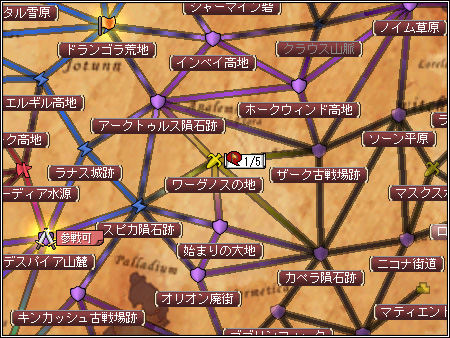 タル雪原
シャーマイン砦
ノイム草原
ドランゴラ荒地
クラウス山脈
Jotunn
インベイ高地
エルギル高地
ホークウィンド高地
アークトゥルス隕石跡
ソーン平原
ク高地
1/5
ラナス城跡
ワーグノスの地
ザーク古戦場跡
マスクス
ーディア水源
スピカ隕石跡
参戦可
始まりの大地
デスパイア山麓
Palladium
カペラ隕石跡
ニコナ街道
オリオン廃街
キンカッシュ古戦場跡
マティエント